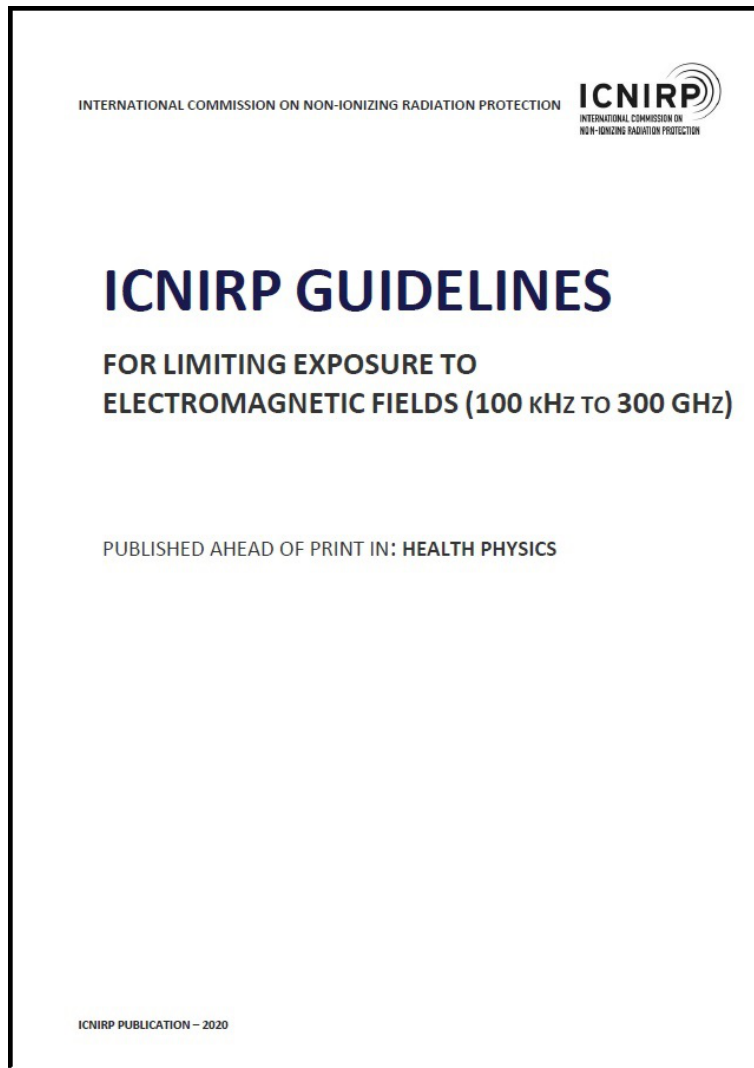 INTERNATIONAL COMMISSION ON NON-IONIZING RADIATION PROTECTION
ICNIRP
INTERNATIONAL COMMISSION ON
NON-IONIZING RADIATION PROTECTION
ICNIRP GUIDELINES
FOR LIMITING EXPOSURE TO
ELECTROMAGNETIC FIELDS (100 KHZ TO 300 GHZ)
PUBLISHED AHEAD OF PRINT IN: HEALTH PHYSICS
ICNIRP PUBLICATION – 2020